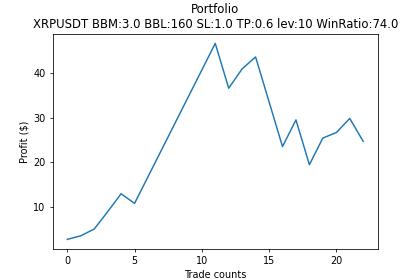 Portfolio
XRPUSDT BBM:3.0 BBL:160 SL:1.0 TP:0.6 lev:10 WinRatio:74.0
40
30
20
10
Profit ($)
0 5 10 15 20
Trade counts